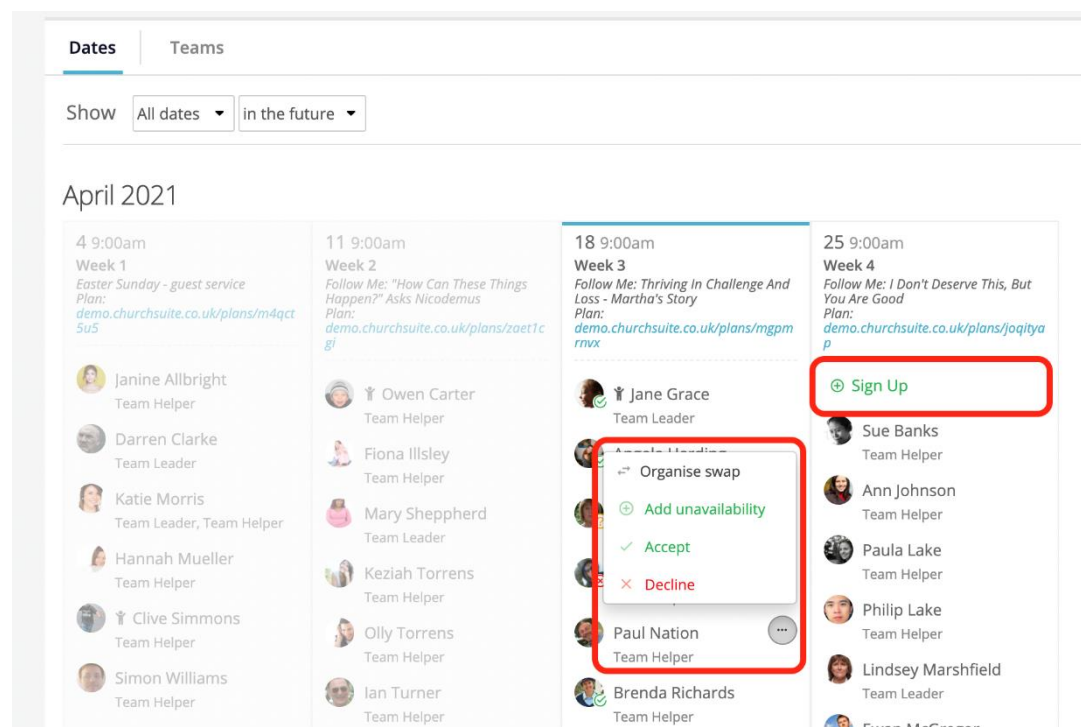 Dates
Teams
Show
All dates
in the future
April 2021
4 9:00am
Week 1
Easter Sunday - guest service
Plan:
demo.churchsuite.co.uk/plans/m4qct
5u5
Janine Allbright
Team Helper
Darren Clarke
Team Leader
Katie Morris
Team Leader, Team Helper
Hannah Mueller
Team Helper
Clive Simmons
Team Helper
Simon Williams
Team Helper
11 9:00am
Week 2
Follow Me: "How Can These Things
Happen?" Asks Nicodemus
Plan:
demo.churchsuite.co.uk/plans/zaet1c
gi
Owen Carter
Team Helper
Fiona Illsley
Team Helper
Mary Sheppherd
Team Leader
Keziah Torrens
Team Helper
Olly Torrens
Team Helper
Ian Turner
Team Helper
18 9:00am
Week 3
Follow Me: Thriving In Challenge And
Loss - Martha's Story
Plan:
demo.churchsuite.co.uk/plans/mgpm
rnvx
Jane Grace
Team Leader
Organise swap
Add unavailability
Accept
Decline
Paul Nation
Team Helper
Brenda Richards
Team Helper
25 9:00am
Week 4
Follow Me: I Don't Deserve This, But
You Are Good
Plan:
demo.churchsuite.co.uk/plans/joqitya
p
Sign Up
Sue Banks
Team Helper
Ann Johnson
Team Helper
Paula Lake
Team Helper
Philip Lake
Team Helper
Lindsey Marshfield
Team Leader